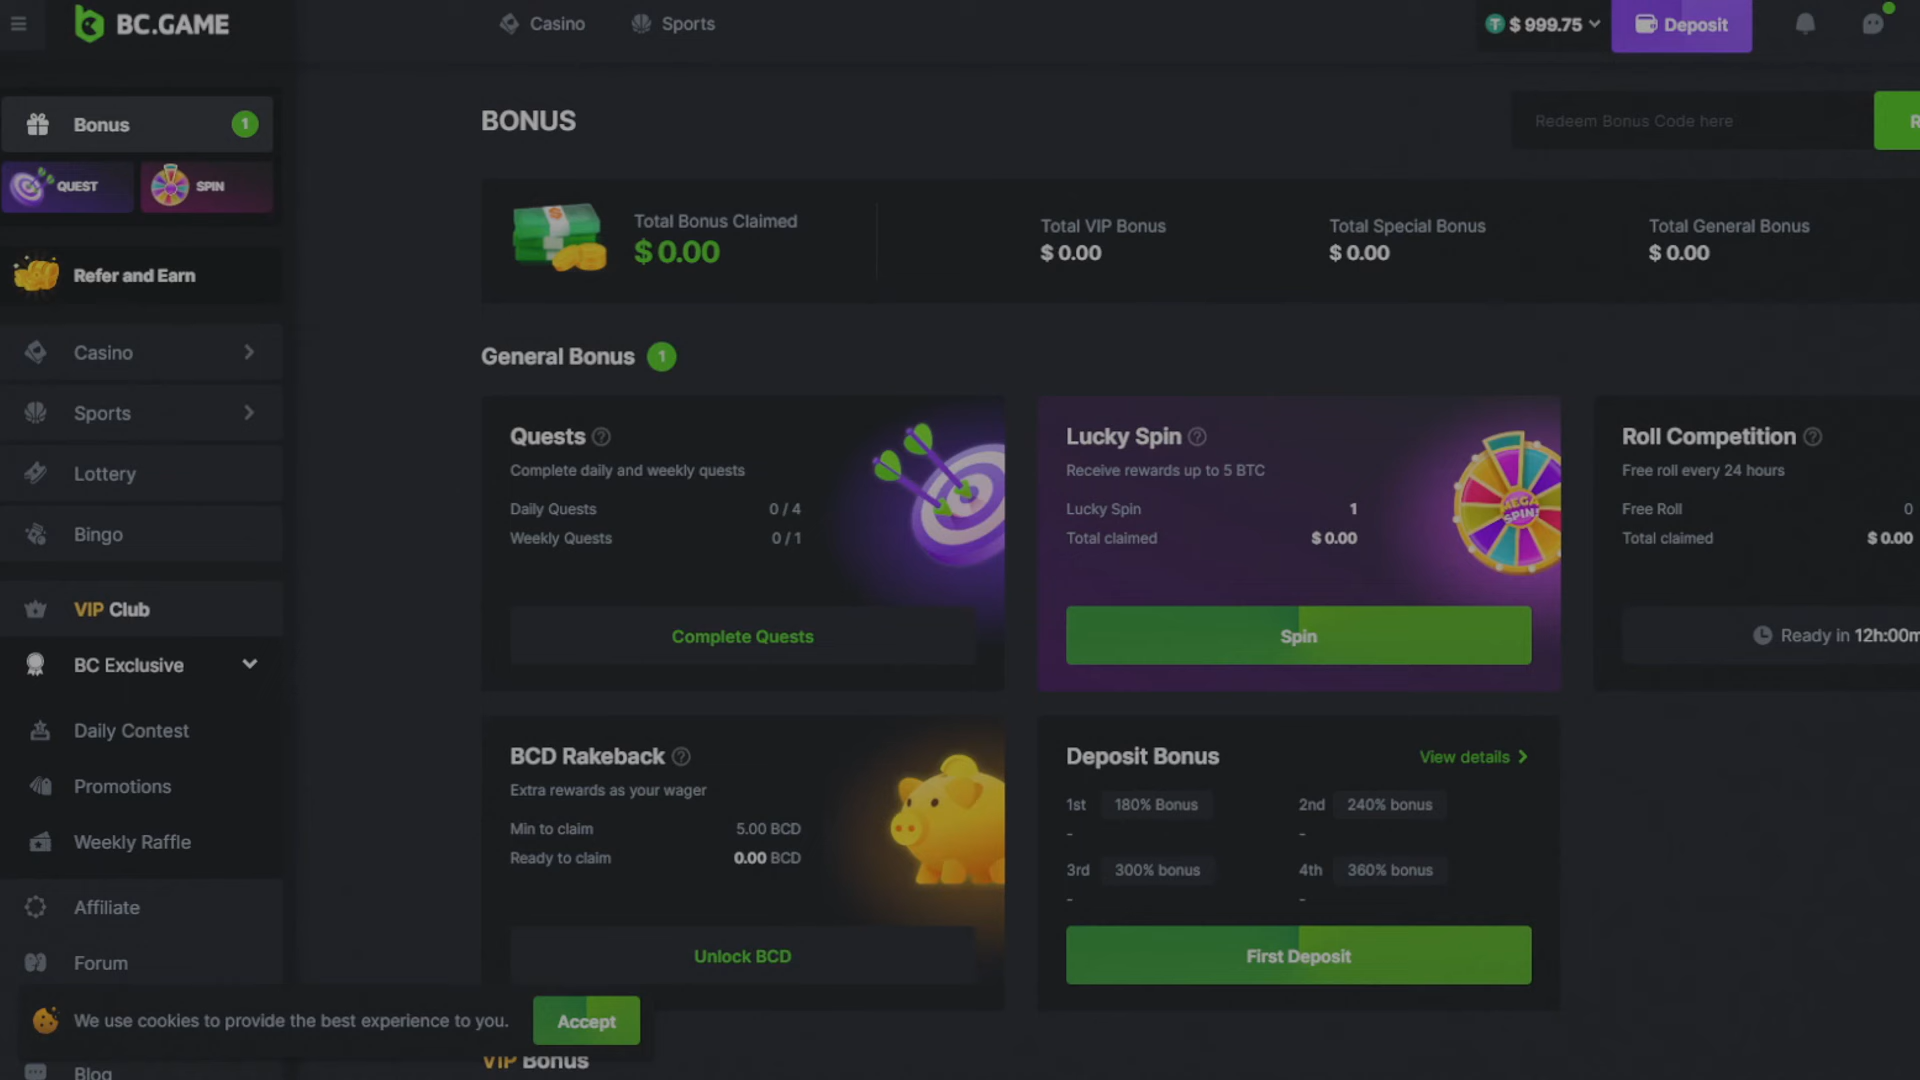 BC.GAME
Casino
Sports
$ 999.75
Deposit
Bonus
1
QUEST
SPIN
Refer and Earn
Casino
Sports
Lottery
Bingo
VIP Club
BC Exclusive
Daily Contest
Promotions
Weekly Raffle
Affiliate
Forum
Blog
BONUS
Redeem Bonus Code here
Total Bonus Claimed
$ 0.00
Total VIP Bonus
$ 0.00
Total Special Bonus
$ 0.00
Total General Bonus
$ 0.00
General Bonus 1
Quests
Complete daily and weekly quests
Daily Quests 0 / 4
Weekly Quests 0 / 1
Complete Quests
Lucky Spin
Receive rewards up to 5 BTC
Lucky Spin 1
Total claimed $ 0.00
MEGA
SPIN!
Spin
Roll Competition
Free roll every 24 hours
Free Roll 0
Total claimed $ 0.00
Ready in 12h:00m
BCD Rakeback
Extra rewards as your wager
Min to claim 5.00 BCD
Ready to claim 0.00 BCD
Unlock BCD
Deposit Bonus
View details
1st 180% Bonus
-
2nd 240% bonus
-
3rd 300% bonus
-
4th 360% bonus
-
First Deposit
We use cookies to provide the best experience to you.
Accept
VIP Bonus